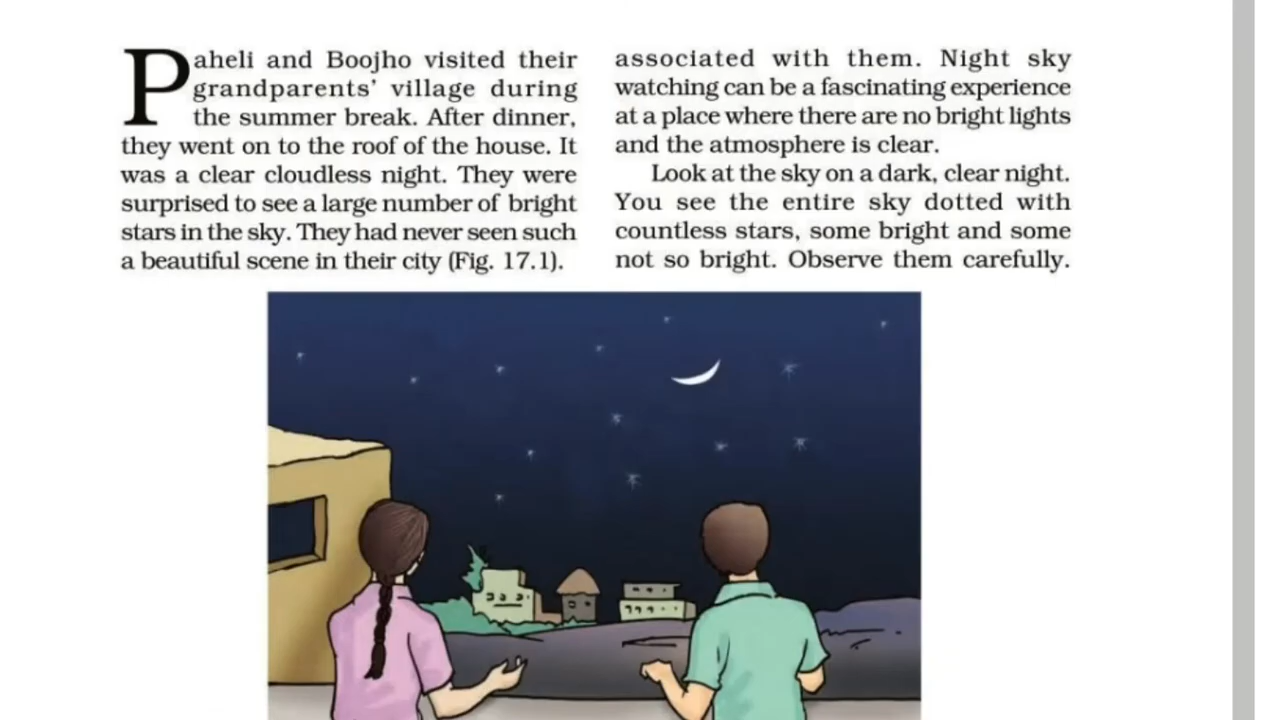 Paheli and Boojho visited their
grandparents’ village during
the summer break. After dinner,
they went on to the roof of the house. It
was a clear cloudless night. They were
surprised to see a large number of bright
stars in the sky. They had never seen such
a beautiful scene in their city (Fig. 17.1).
associated with them. Night sky
watching can be a fascinating experience
at a place where there are no bright lights
and the atmosphere is clear.
Look at the sky on a dark, clear night.
You see the entire sky dotted with
countless stars, some bright and some
not so bright. Observe them carefully.